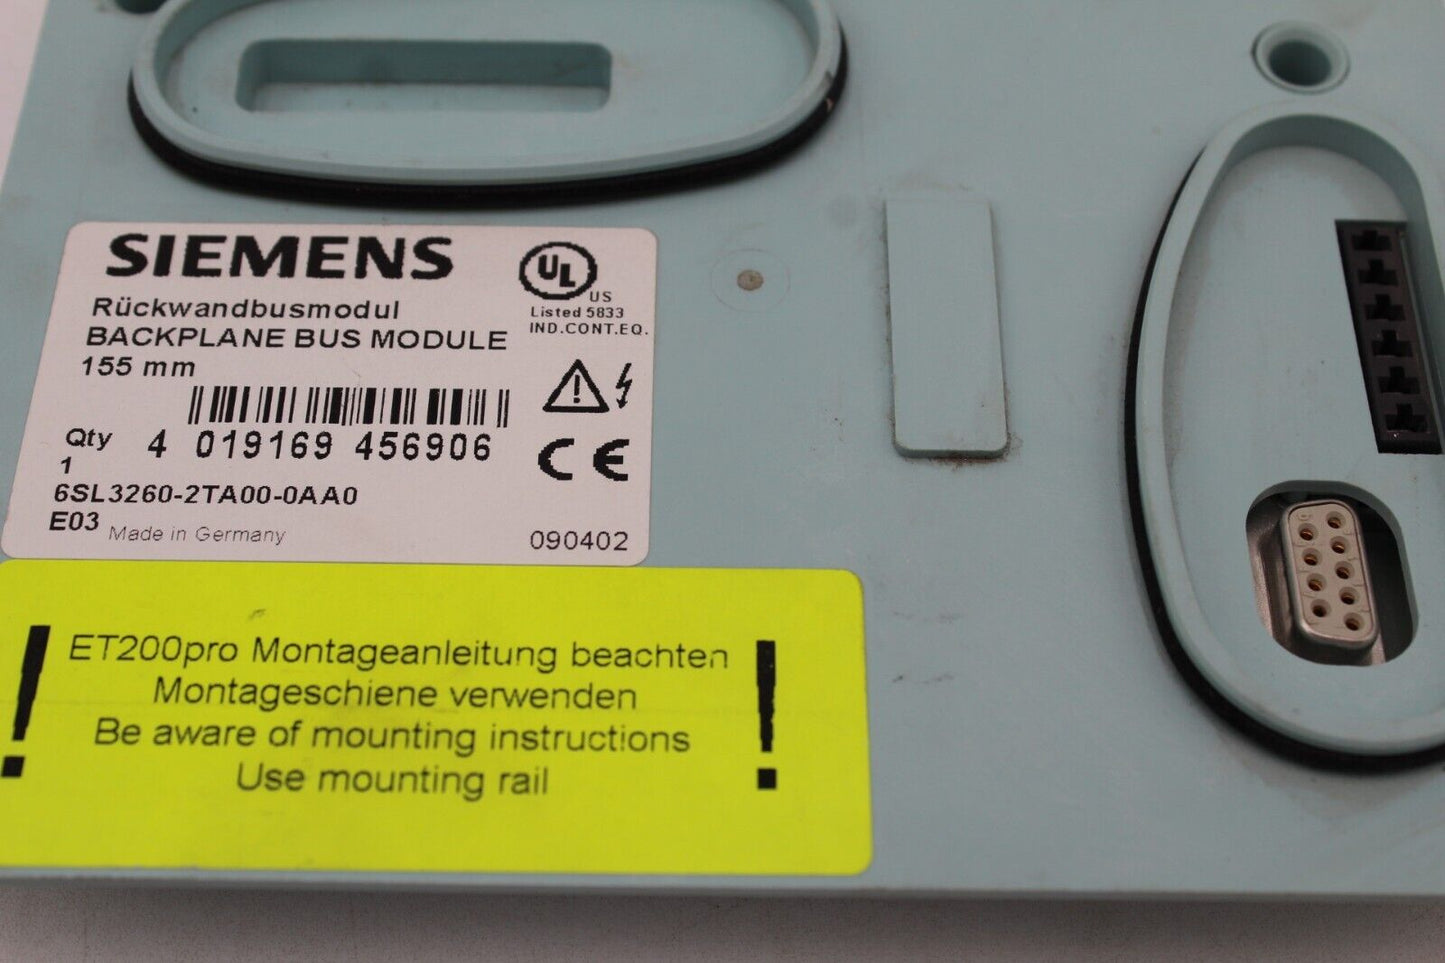 SIEMENS
Rückwandbusmodul
BACKPLANE BUS MODULE
155 mm
UL
US
Listed 5833
IND.CONT.EQ.
Qty
1
4 019169 456906
CE
6SL3260-2TA00-0AA0
E03 Made in Germany
090402
! ET200pro Montageanleitung beachten !
Montageschiene verwenden
Be aware of mounting instructions
Use mounting rail